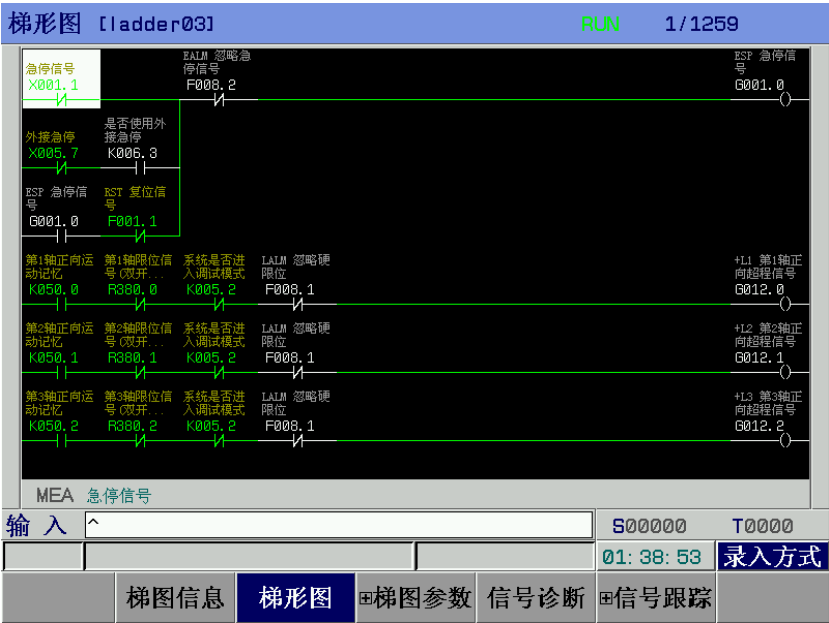 梯形图 [ladder03] RUN 1/1259
急停信号
X001.1
EALM 忽略急
停信号
F008.2
ESP 急停信
号
G001.0
外接急停
X005.7
是否使用外
接急停
K006.3
ESP 急停信
号
G001.0
RST 复位信
号
F001.1
第1轴正向运
动记忆
K050.0
第1轴限位信
号(双开...
R380.0
系统是否进
入调试模式
K005.2
LALM 忽略硬
限位
F008.1
+L1 第1轴正
向超程信号
G012.0
第2轴正向运
动记忆
K050.1
第2轴限位信
号(双开...
R380.1
系统是否进
入调试模式
K005.2
LALM 忽略硬
限位
F008.1
+L2 第2轴正
向超程信号
G012.1
第3轴正向运
动记忆
K050.2
第3轴限位信
号(双开...
R380.2
系统是否进
入调试模式
K005.2
LALM 忽略硬
限位
F008.1
+L3 第3轴正
向超程信号
G012.2
MEA 急停信号
输入 ^ S00000 T0000
01:38:53 录入方式
梯图信息 梯形图 ⊞梯图参数 信号诊断 ⊞信号跟踪